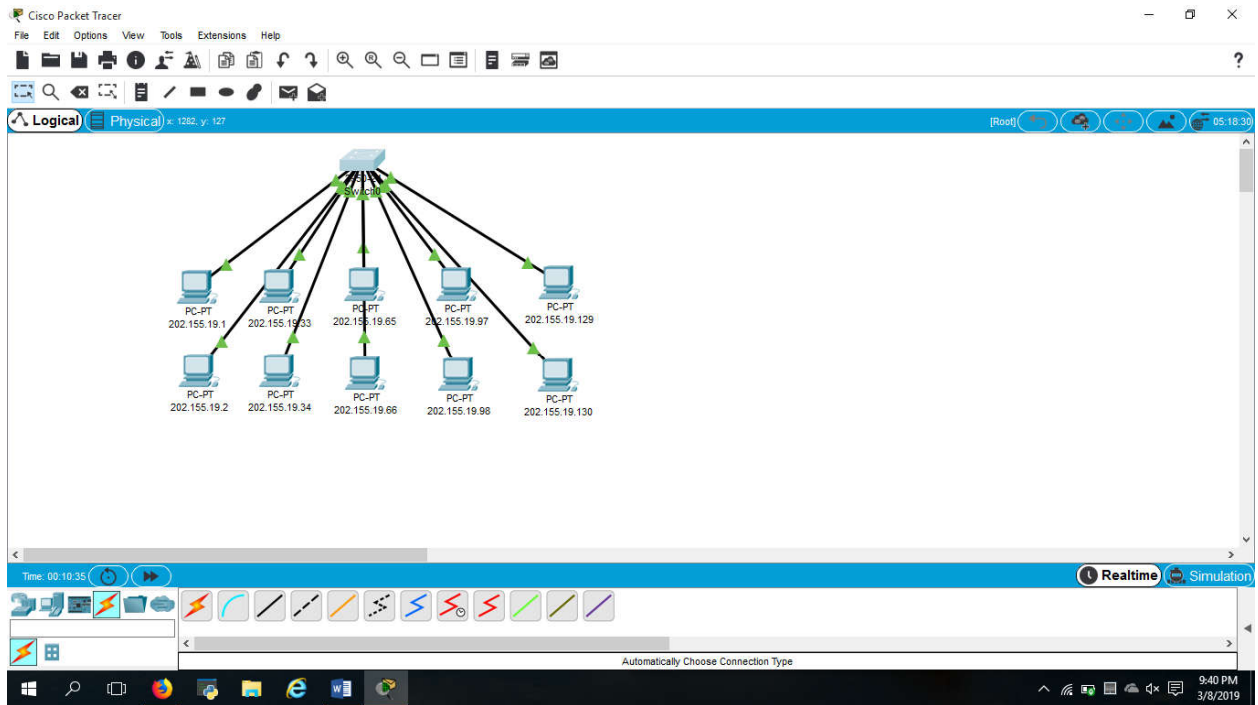 Cisco Packet Tracer
File Edit Options View Tools Extensions Help
?
Logical Physical x: 1282, y: 127 [Root] 05:18:30
Switch0
PC-PT PC-PT PC-PT PC-PT PC-PT
202.155.19.1 202.155.19.33 202.155.19.65 202.155.19.97 202.155.19.129
PC-PT PC-PT PC-PT PC-PT PC-PT
202.155.19.2 202.155.19.34 202.155.19.66 202.155.19.98 202.155.19.130
Time: 00:10:35 Realtime Simulation
Automatically Choose Connection Type
9:40 PM
3/8/2019